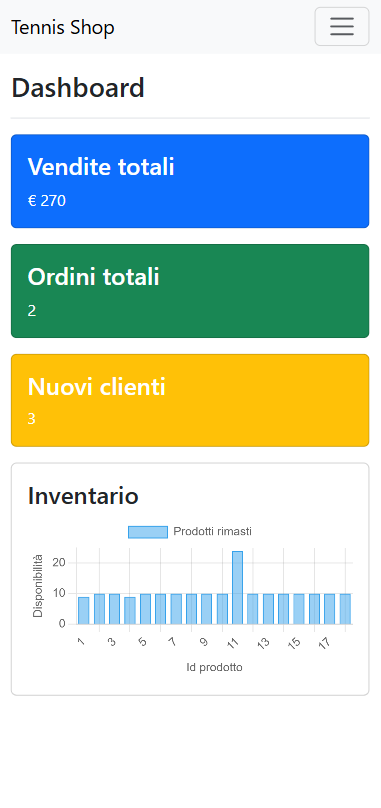 Tennis Shop
Dashboard
Vendite totali
€ 270
Ordini totali
2
Nuovi clienti
3
Inventario
Prodotti rimasti
Disponibilità
20
10
0
1 3 5 7 9 11 13 15 17
Id prodotto